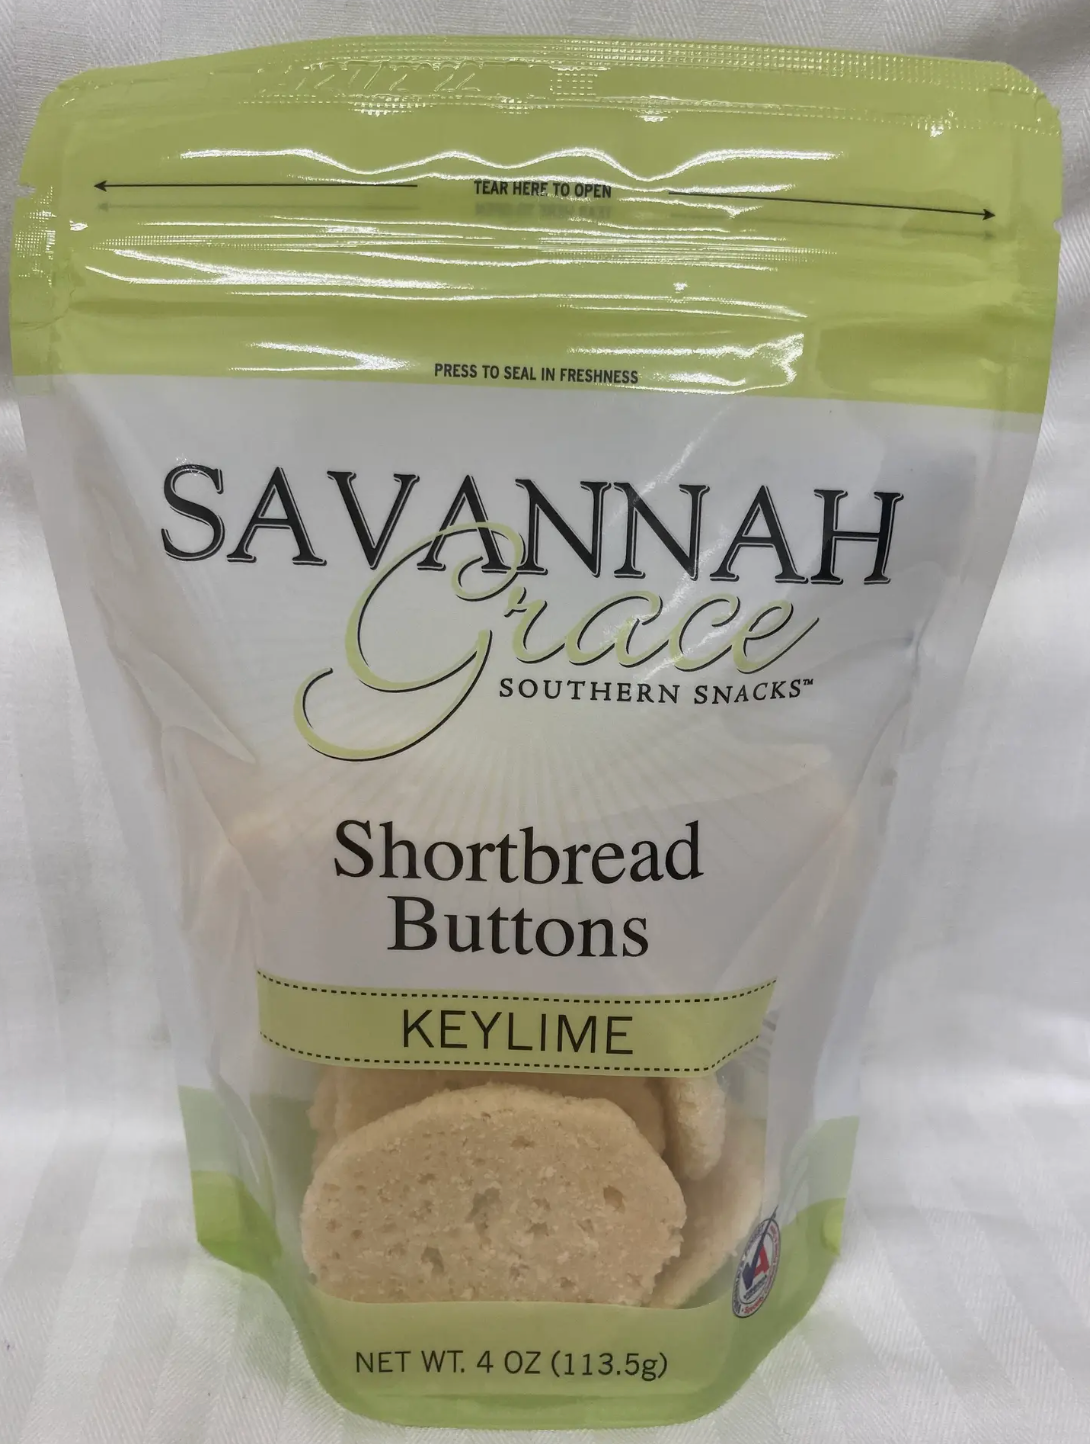 TEAR HERE TO OPEN
PRESS TO SEAL IN FRESHNESS
SAVANNAH
Grace
SOUTHERN SNACKS™
Shortbread
Buttons
KEYLIME
NET WT. 4 OZ (113.5g)